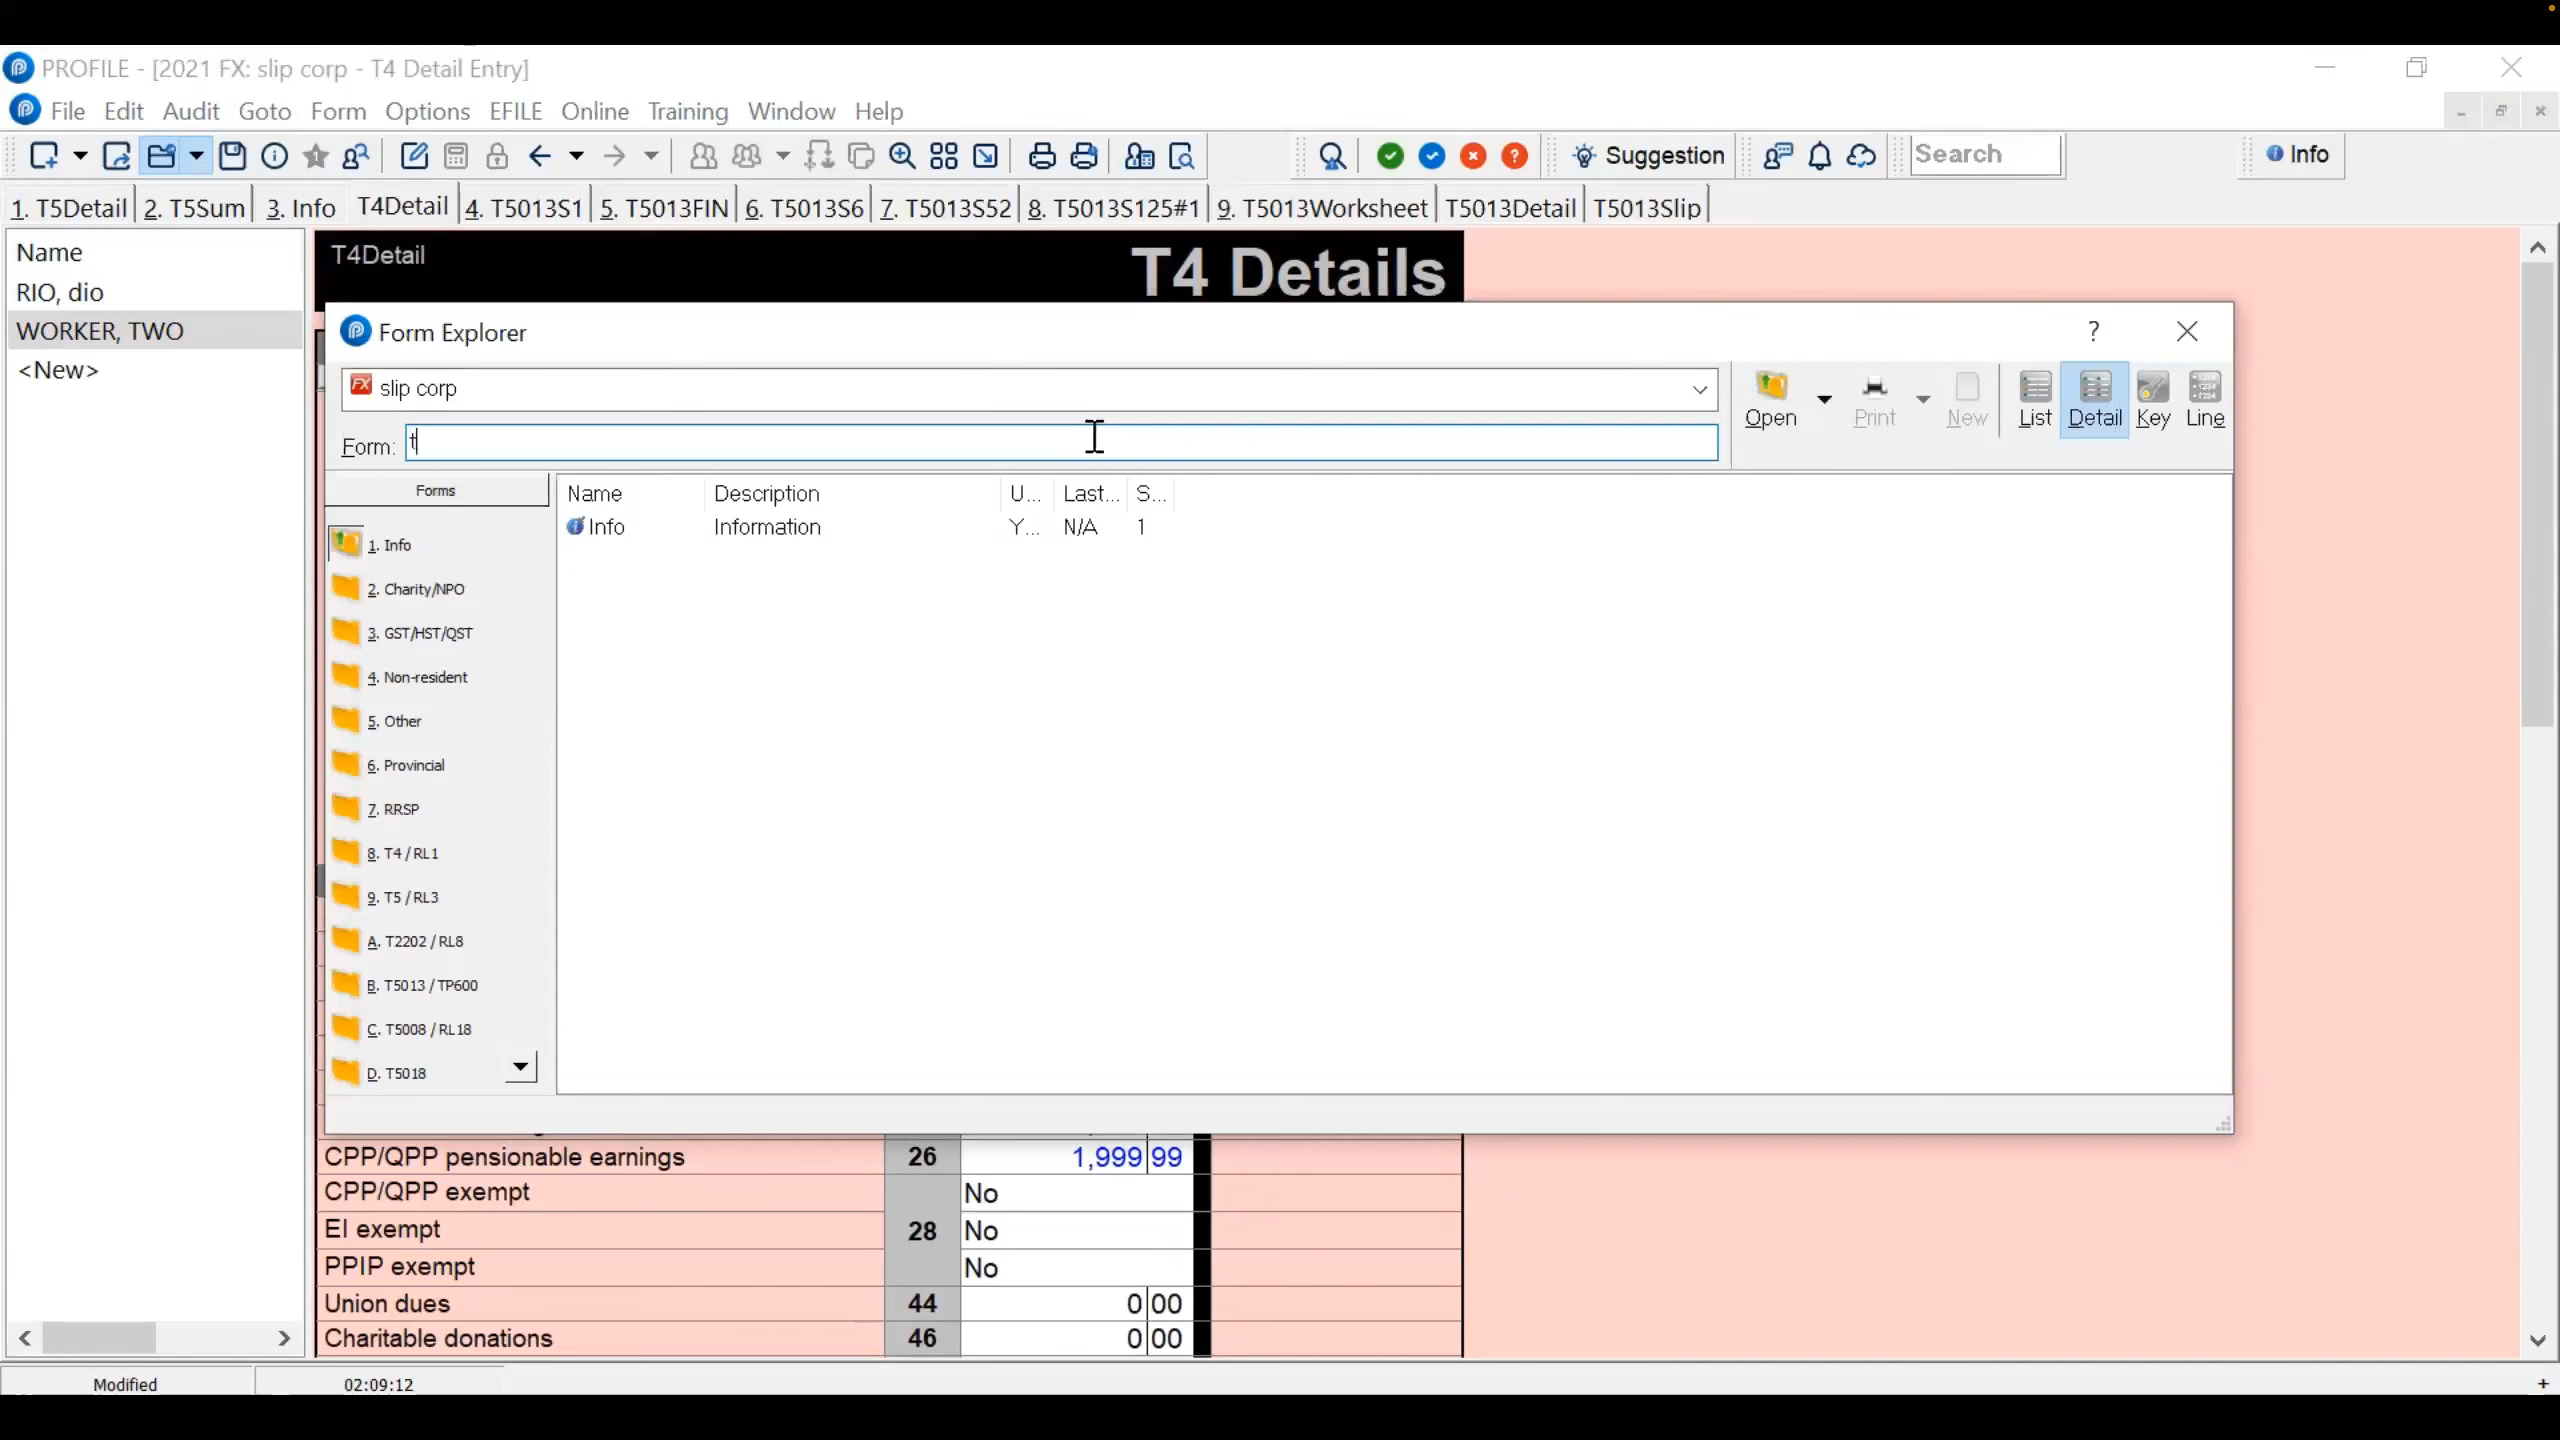 PROFILE - [2021 FX: slip corp - T4 Detail Entry]
File Edit Audit Goto Form Options EFILE Online Training Window Help
Suggestion Search Info
1. T5Detail 2. T5Sum 3. Info T4Detail 4. T5013S1 5. T5013FIN 6. T5013S6 7. T5013S52 8. T5013S125#1 9. T5013Worksheet T5013Detail T5013Slip
Name
RIO, dio
WORKER, TWO
<New>
T4Detail
T4 Details
Form Explorer
?
FX slip corp
Form: t
Open Print New List Detail Key Line
Forms
Name Description U... Last... S...
Info Information Y... N/A 1
1. Info
2. Charity/NPO
3. GST/HST/QST
4. Non-resident
5. Other
6. Provincial
7. RRSP
8. T4 / RL1
9. T5 / RL3
A. T2202 / RL8
B. T5013 / TP600
C. T5008 / RL18
D. T5018
CPP/QPP pensionable earnings 26 1,999 99
CPP/QPP exempt No
EI exempt 28 No
PPIP exempt No
Union dues 44 0 00
Charitable donations 46 0 00
Modified 02:09:12